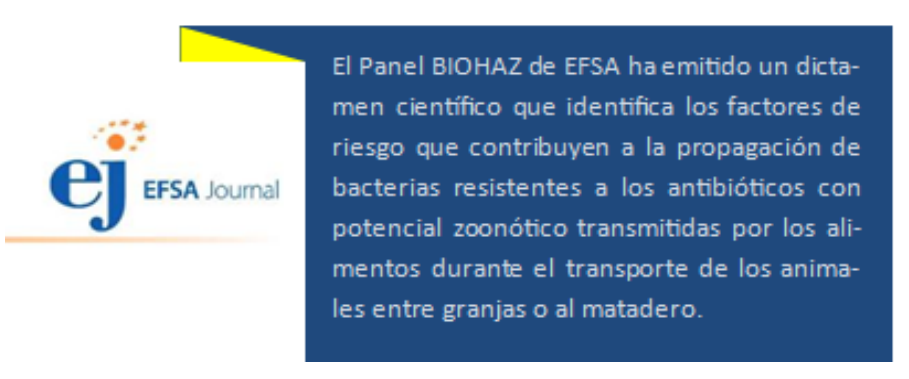 ej EFSA Journal
El Panel BIOHAZ de EFSA ha emitido un dicta-
men científico que identifica los factores de
riesgo que contribuyen a la propagación de
bacterias resistentes a los antibióticos con
potencial zoonótico transmitidas por los ali-
mentos durante el transporte de los anima-
les entre granjas o al matadero.